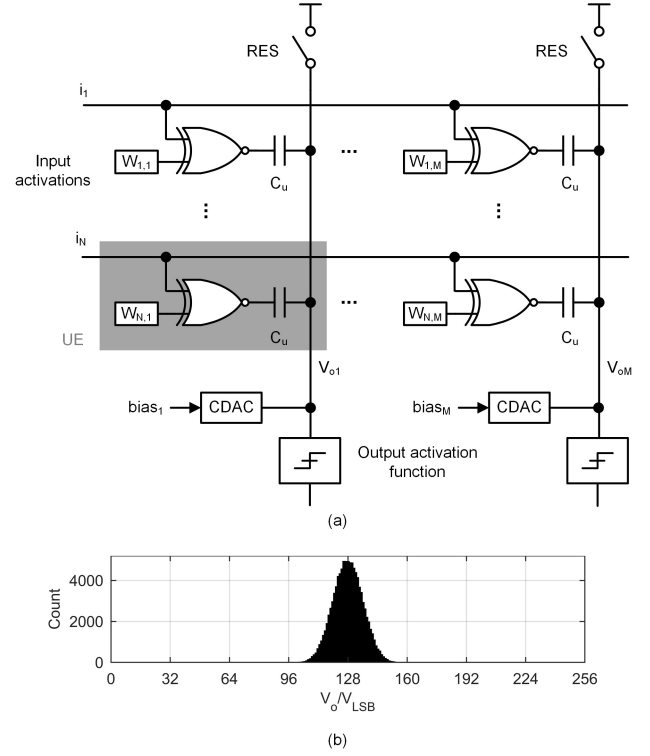 RES RES
i1
W1,1 Cu ... W1,M Cu
Input
activations
iN
WN,1 Cu ... WN,M Cu
UE
Vo1 VoM
bias1 CDAC biasM CDAC
Output activation
function
(a)
4000
2000
0
Count
0 32 64 96 128 160 192 224 256
Vo/VLSB
(b)